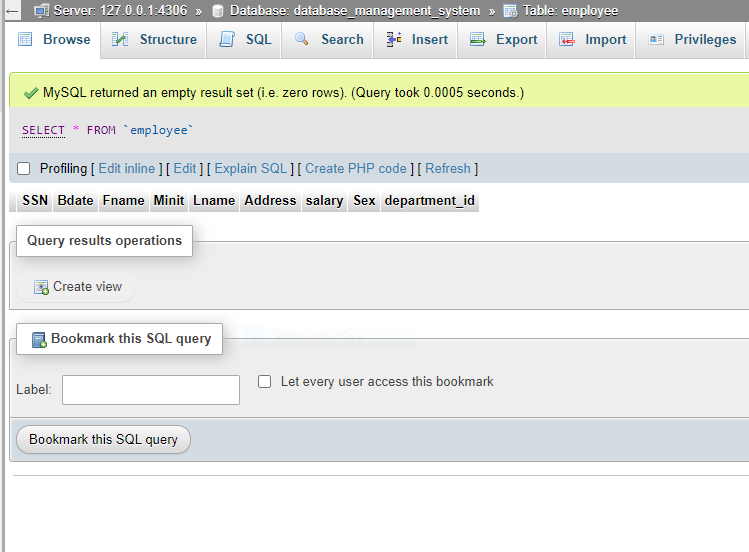 Server: 127.0.0.1:4306 » Database: database_management_system » Table: employee
Browse Structure SQL Search Insert Export Import Privileges
MySQL returned an empty result set (i.e. zero rows). (Query took 0.0005 seconds.)
SELECT * FROM `employee`
Profiling [ Edit inline ] [ Edit ] [ Explain SQL ] [ Create PHP code ] [ Refresh ]
SSN Bdate Fname Minit Lname Address salary Sex department_id
Query results operations
Create view
Bookmark this SQL query
Label: Let every user access this bookmark
Bookmark this SQL query